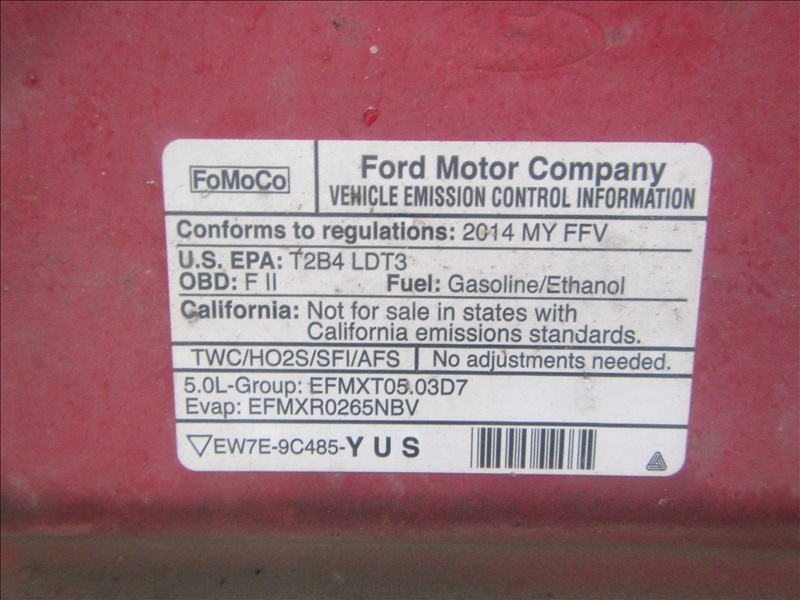 FoMoCo
Ford Motor Company
VEHICLE EMISSION CONTROL INFORMATION
Conforms to regulations: 2014 MY FFV
U.S. EPA: T2B4 LDT3
OBD: F II Fuel: Gasoline/Ethanol
California: Not for sale in states with
California emissions standards.
TWC/HO2S/SFI/AFS No adjustments needed.
5.0L-Group: EFMXT05.03D7
Evap: EFMXR0265NBV
EW7E-9C485-Y U S